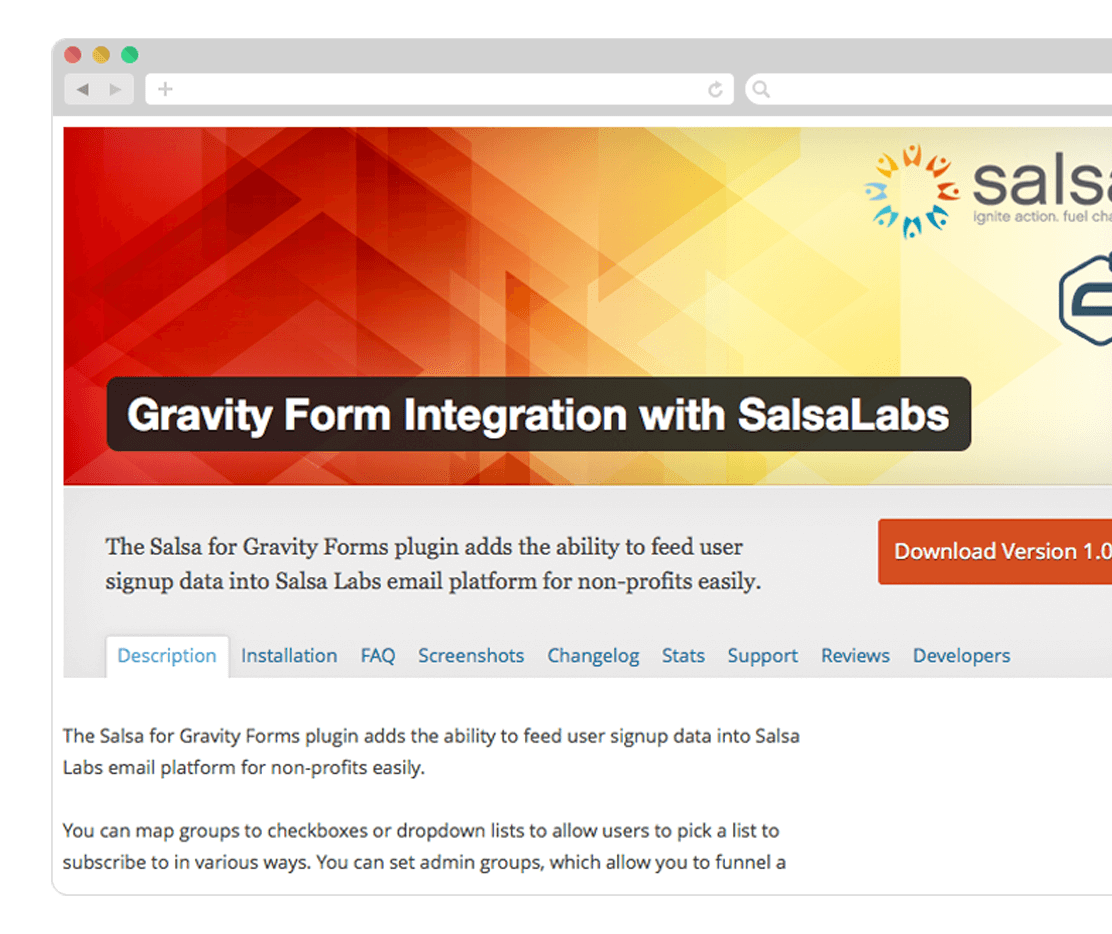 salsa
ignite action. fuel cha
Gravity Form Integration with SalsaLabs
The Salsa for Gravity Forms plugin adds the ability to feed user
signup data into Salsa Labs email platform for non-profits easily.
Download Version 1.0
Description Installation FAQ Screenshots Changelog Stats Support Reviews Developers
The Salsa for Gravity Forms plugin adds the ability to feed user signup data into Salsa
Labs email platform for non-profits easily.
You can map groups to checkboxes or dropdown lists to allow users to pick a list to
subscribe to in various ways. You can set admin groups, which allow you to funnel a